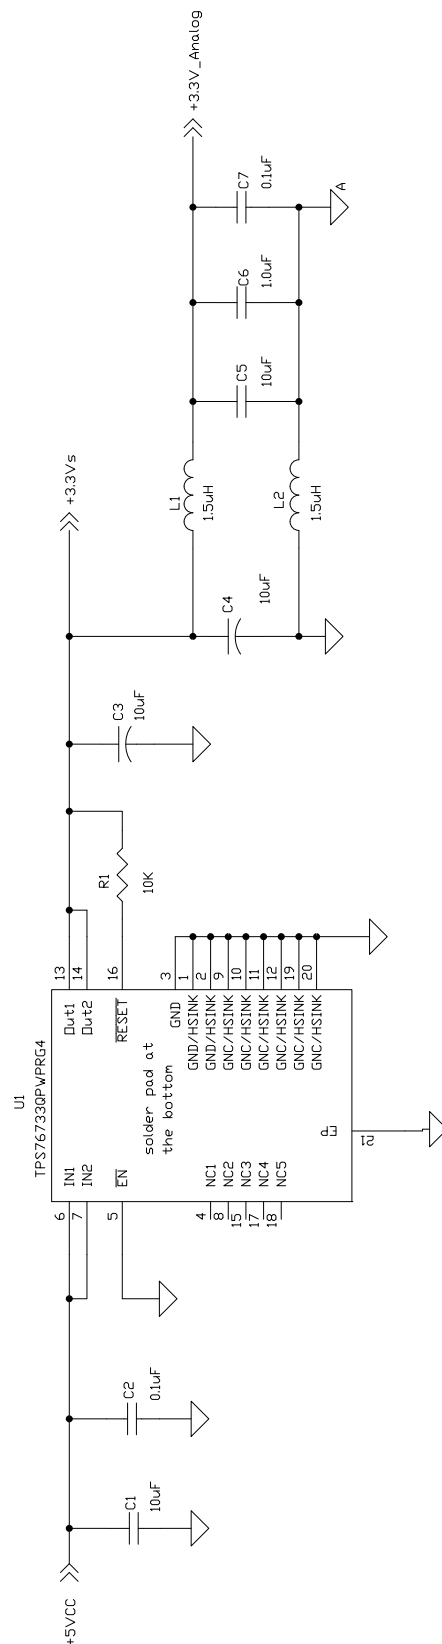 +5VCC
C1
10uF
C2
0.1uF
U1
TPS76733QPWPRG4
6
IN1
7
IN2
5
EN
4
NC1
8
NC2
15
NC3
17
NC4
18
NC5
solder pad at
the bottom
Out1
13
Out2
14
RESET
16
GND
3
GND/HSINK
1
GND/HSINK
2
GNC/HSINK
9
GNC/HSINK
10
GNC/HSINK
11
GNC/HSINK
12
GNC/HSINK
19
GNC/HSINK
20
EP
21
R1
10K
C3
10uF
C4
10uF
+3.3Vs
L1
1.5uH
L2
1.5uH
C5
10uF
C6
1.0uF
C7
0.1uF
A
+3.3V_Analog